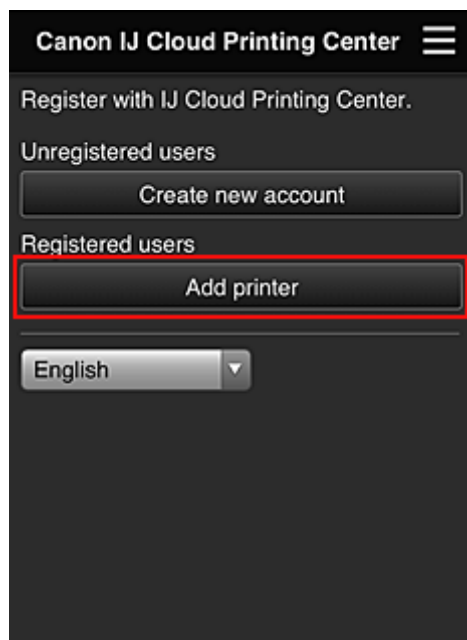 Canon IJ Cloud Printing Center
Register with IJ Cloud Printing Center.
Unregistered users
Create new account
Registered users
Add printer
English